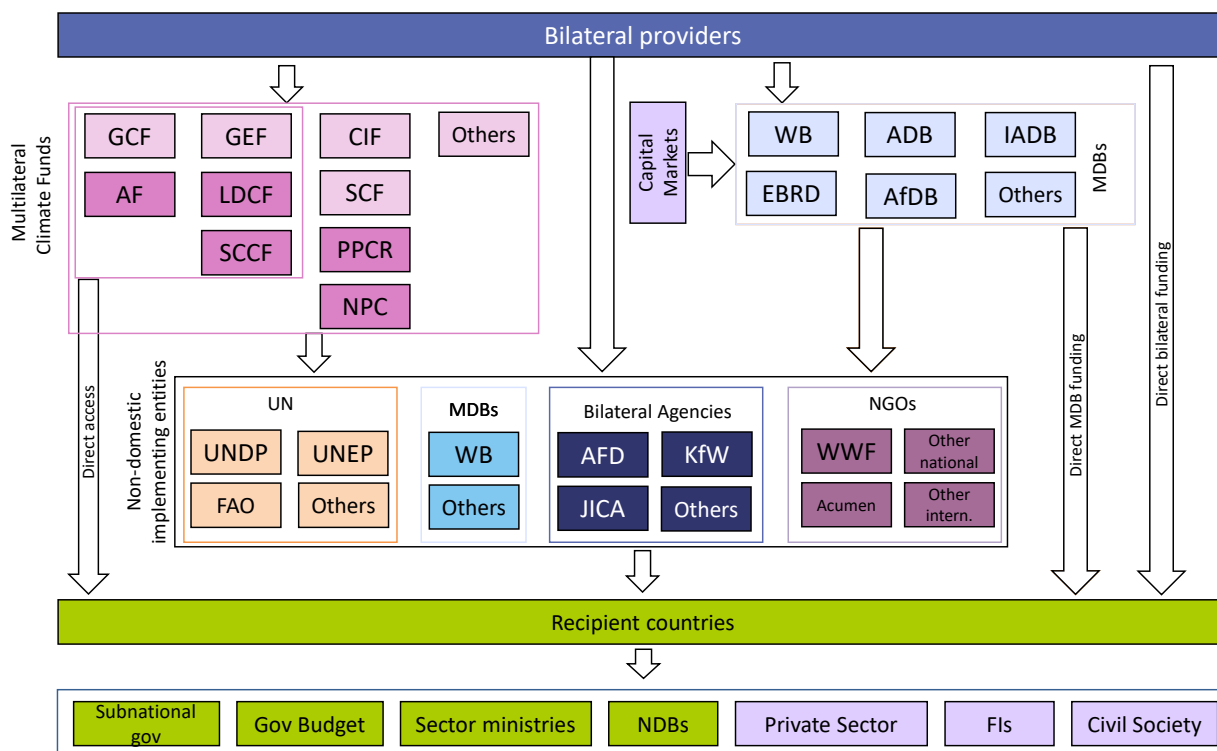 Bilateral providers
Multilateral
Climate Funds
GCF
GEF
CIF
Others
AF
LDCF
SCF
SCCF
PPCR
NPC
Capital
Markets
WB
ADB
IADB
EBRD
AfDB
Others
MDBs
Direct access
Direct MDB funding
Direct bilateral funding
Non-domestic
implementing entities
UN
UNDP
UNEP
FAO
Others
MDBs
WB
Others
Bilateral Agencies
AFD
KfW
JICA
Others
NGOs
WWF
Other
national
Acumen
Other
intern.
Recipient countries
Subnational
gov
Gov Budget
Sector ministries
NDBs
Private Sector
FIs
Civil Society